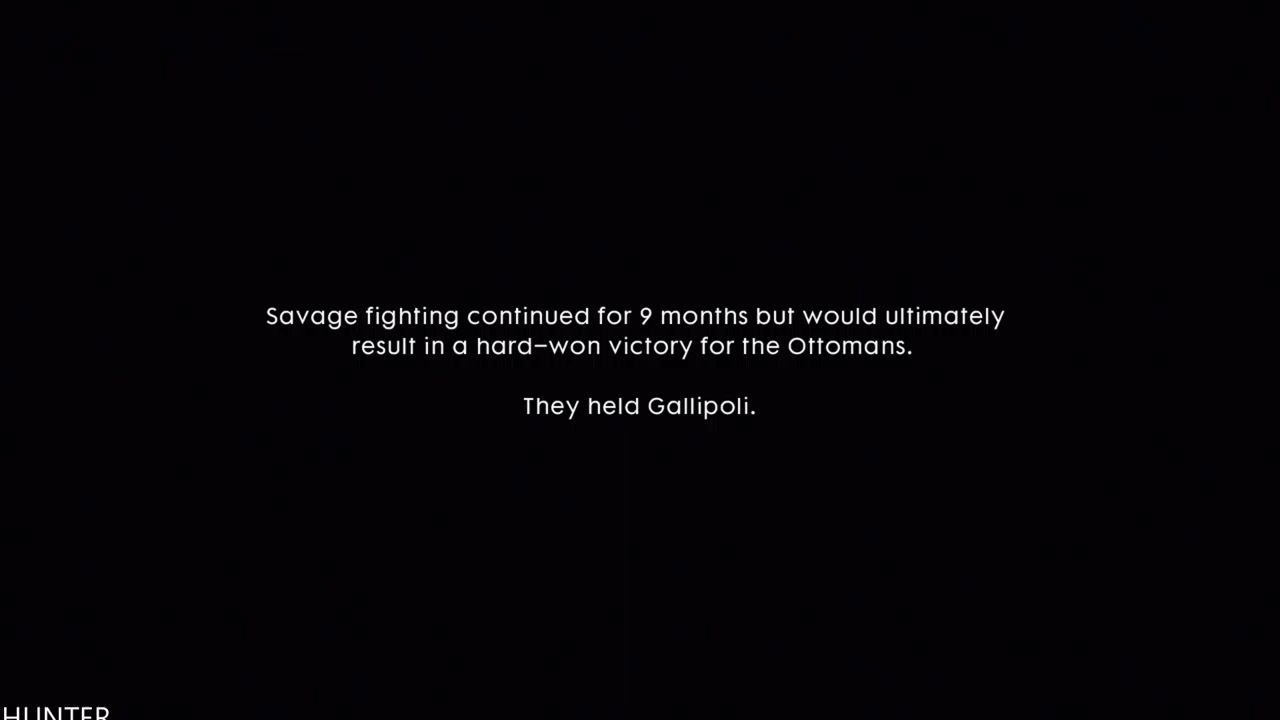 Savage fighting continued for 9 months but would ultimately
result in a hard–won victory for the Ottomans.
They held Gallipoli.
HUNTER